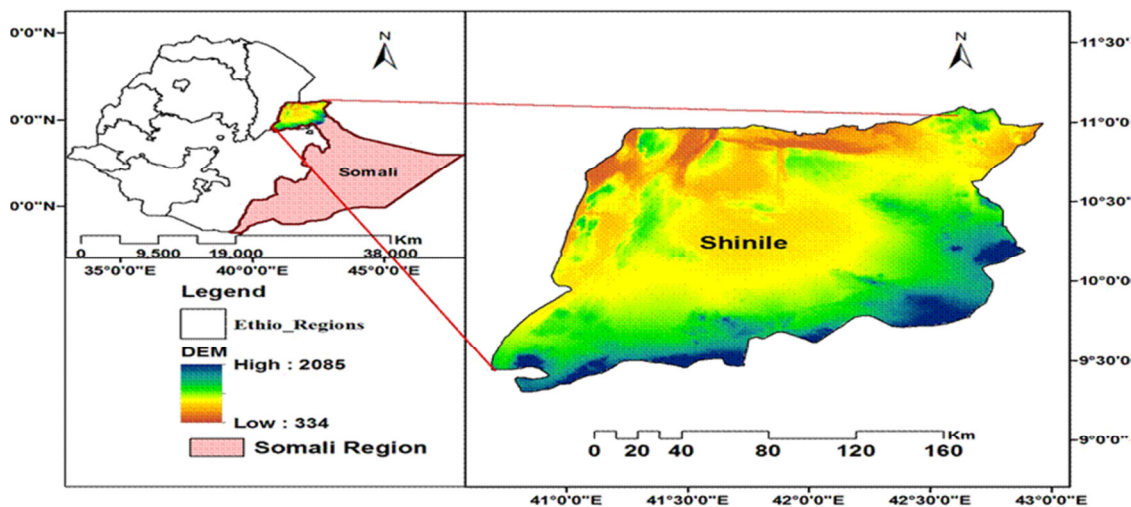 N
0°0'0"N
0°0'0"N
0°0'0"N
Somali
Km
0 9,500 19,000 38,000
35°0'0"E 40°0'0"E 45°0'0"E
Legend
Ethio_Regions
DEM
High : 2085
Low : 334
Somali Region
N
Shinile
Km
0 20 40 80 120 160
11°30'
11°0'0'
10°30'
10°0'0'
9°30'0
9°0'0"
41°0'0"E 41°30'0"E 42°0'0"E 42°30'0"E 43°0'0"E